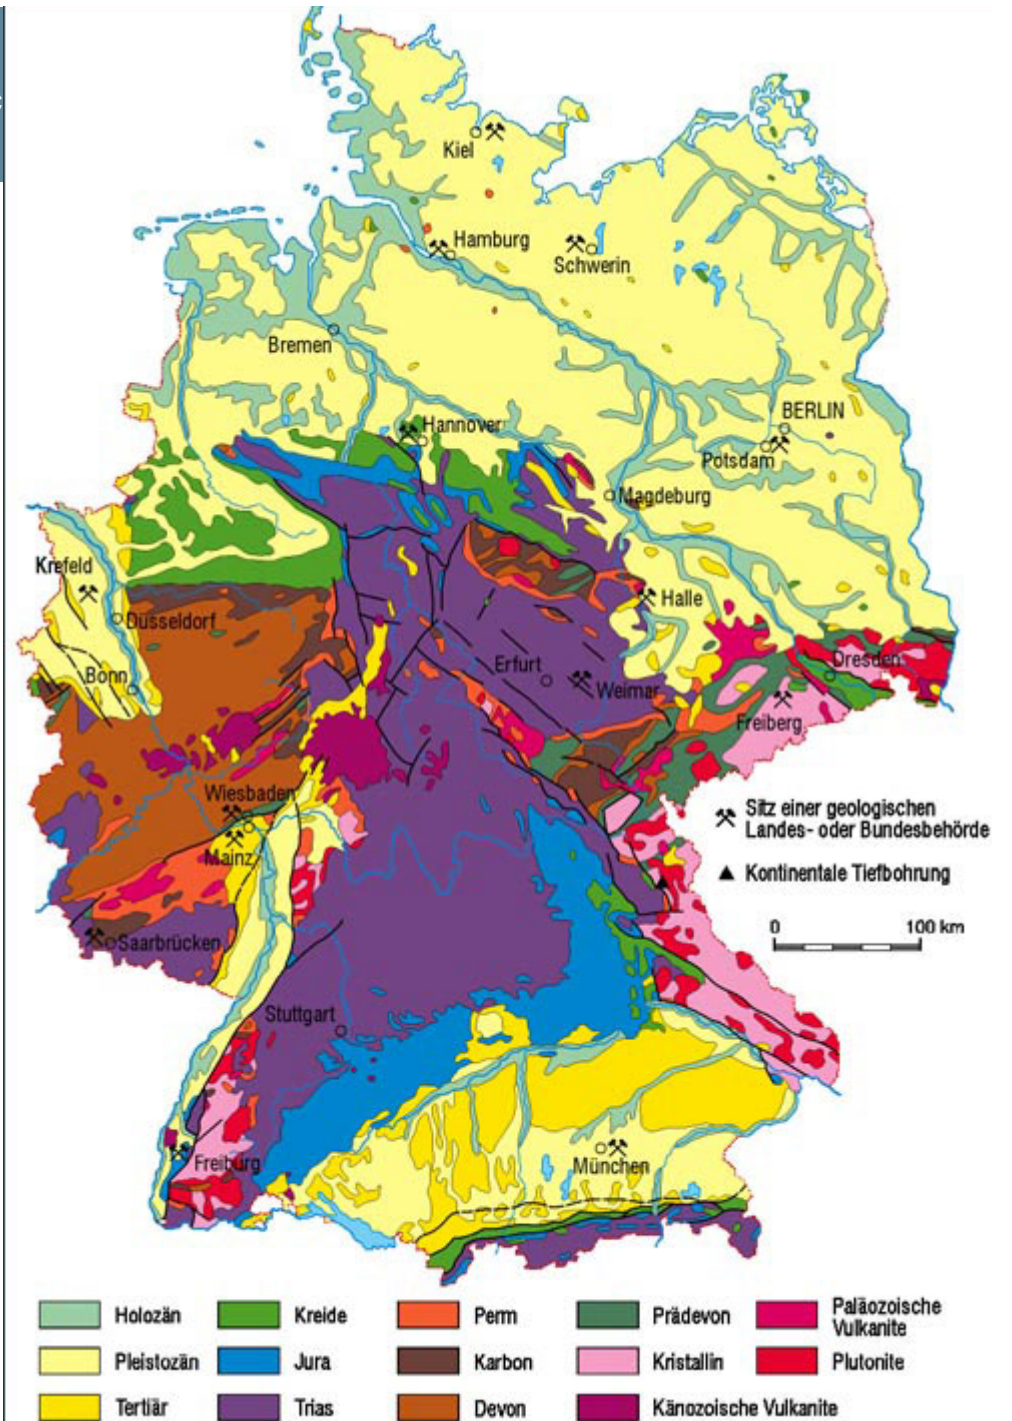 Kiel
Hamburg
Schwerin
Bremen
BERLIN
Hannover
Potsdam
Magdeburg
Krefeld
Halle
Düsseldorf
Erfurt
Dresden
Bonn
Weimar
Freiberg
Wiesbaden
Sitz einer geologischen
Landes- oder Bundesbehörde
Mainz
Kontinentale Tiefbohrung
0 100 km
Saarbrücken
Stuttgart
Freiburg
München
Holozän Kreide Perm Prädevon Paläozoische
Vulkanite
Pleistozän Jura Karbon Kristallin Plutonite
Tertiär Trias Devon Känozoische Vulkanite